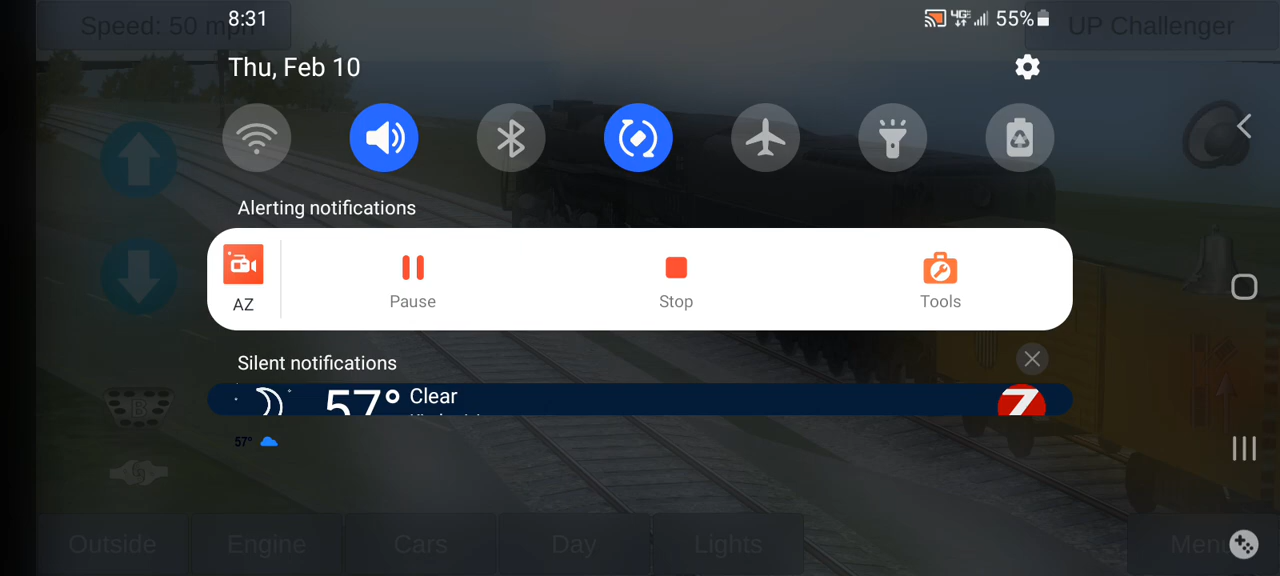 8:31
4GE
55%
Speed: 50 mph
UP Challenger
Thu, Feb 10
Alerting notifications
AZ
Pause
Stop
Tools
Silent notifications
57° Clear
57°
B
Outside
Engine
Cars
Day
Lights
Menu